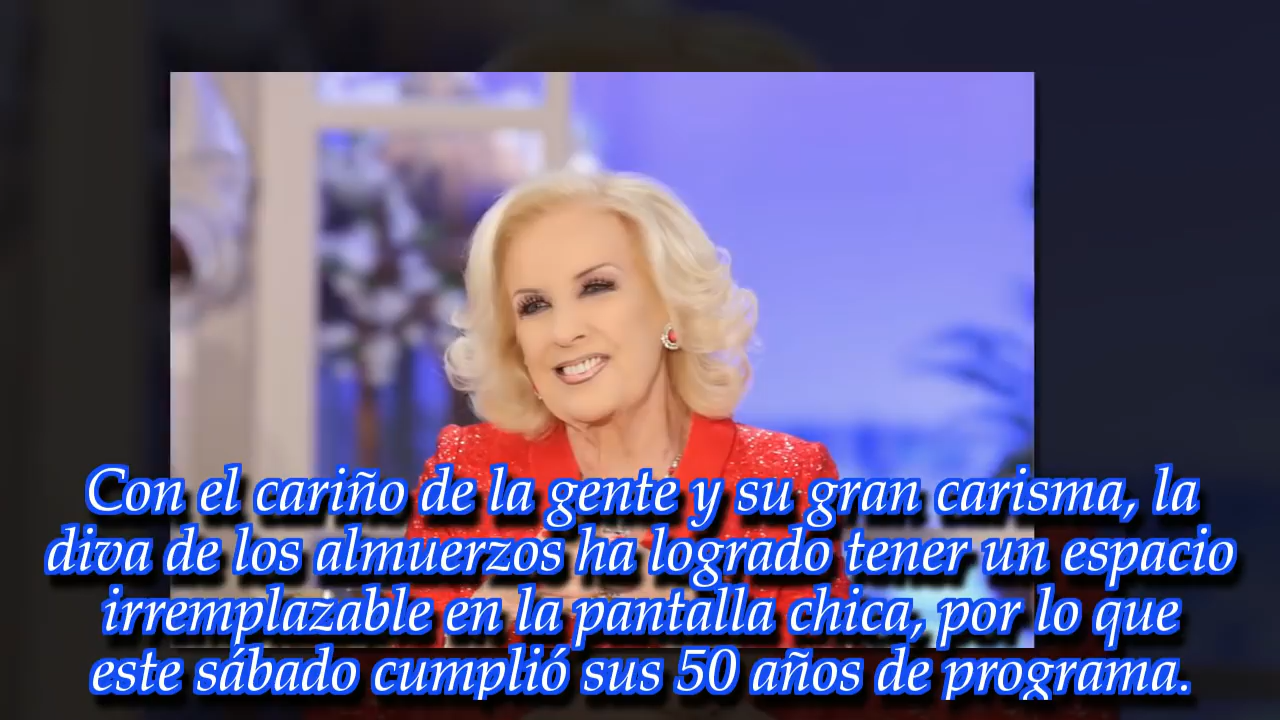 Con el cariño de la gente y su gran carisma, la
diva de los almuerzos ha logrado tener un espacio
irremplazable en la pantalla chica, por lo que
este sábado cumplió sus 50 años de programa.